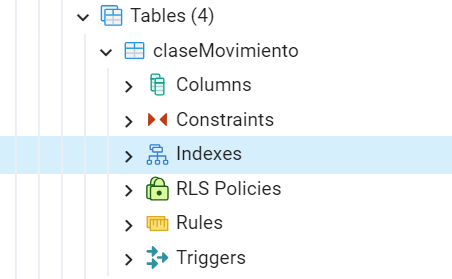 Tables (4)
claseMovimiento
Columns
Constraints
Indexes
RLS Policies
Rules
Triggers